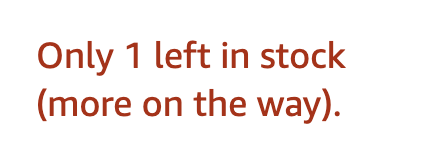 Only 1 left in stock
(more on the way).